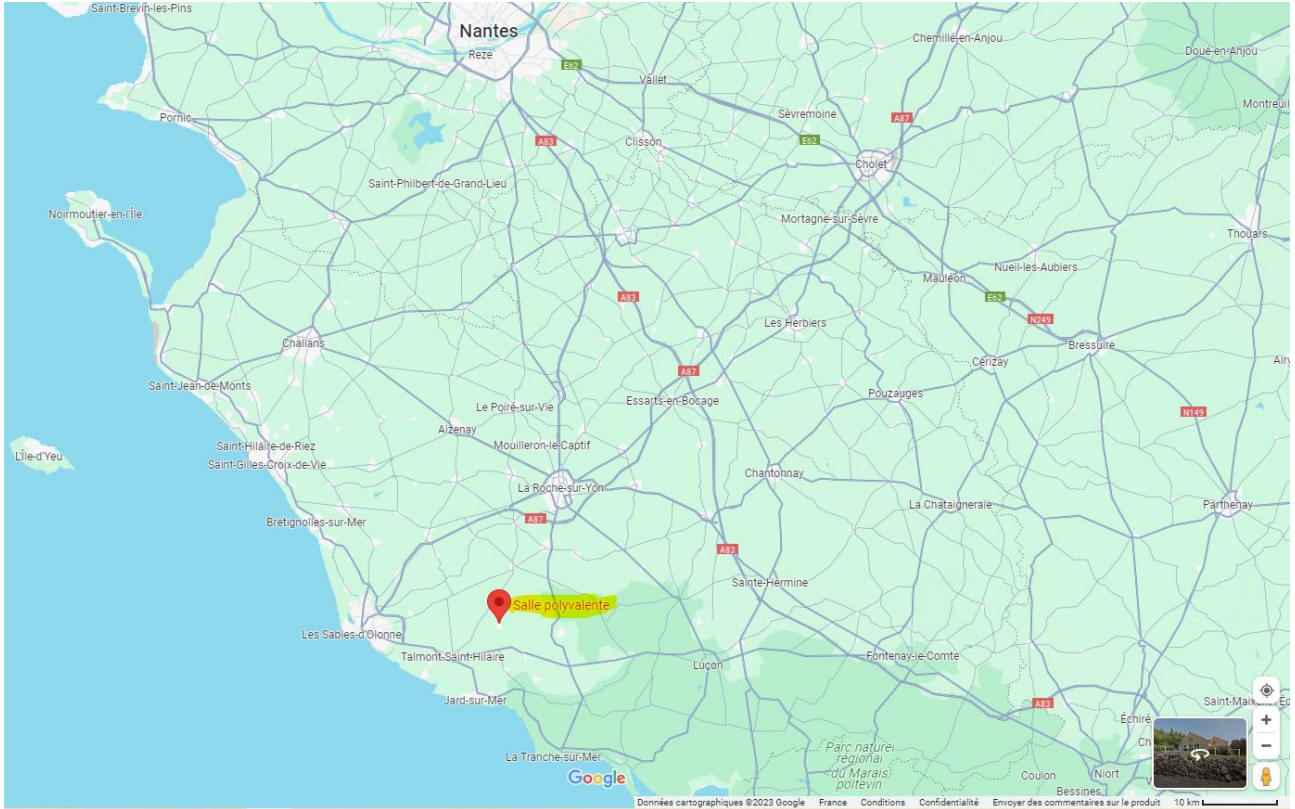 Saint-Brevin-les-Pins
Nantes
Rezé
Chemillé-en-Anjou
Doué-en-Anjou
E62
Vallet
Montreuil
Pornic
Sèvremoine
A87
A83
Clisson
E62
Cholet
Saint-Philbert-de-Grand-Lieu
Noirmoutier-en-l'Île
Mortagne-sur-Sèvre
Thouars
Nueil-les-Aubiers
Mauléon
A83
E62
Les Herbiers
N249
Challans
Bressuire
Cerizay
Airv
A87
Saint-Jean-de-Monts
Essarts-en-Bocage
Pouzauges
Le Poiré-sur-Vie
N149
Aizenay
Saint-Hilaire-de-Riez
Mouilleron-le-Captif
L'Île-d'Yeu
Saint-Gilles-Croix-de-Vie
Chantonnay
La Roche-sur-Yon
La Chataigneraie
Parthenay
Bretignolles-sur-Mer
A87
A83
Sainte-Hermine
Salle polyvalente
Les Sables-d'Olonne
Talmont-Saint-Hilaire
Luçon
Fontenay-le-Comte
Jard-sur-Mer
A83
Saint-Maixent
Échiré
La Tranche-sur-Mer
Parc naturel
régional
du Marais
poitevin
Google
Coulon
Niort
Bessines
Données cartographiques ©2023 Google France Conditions Confidentialité Envoyer des commentaires sur le produit 10 km